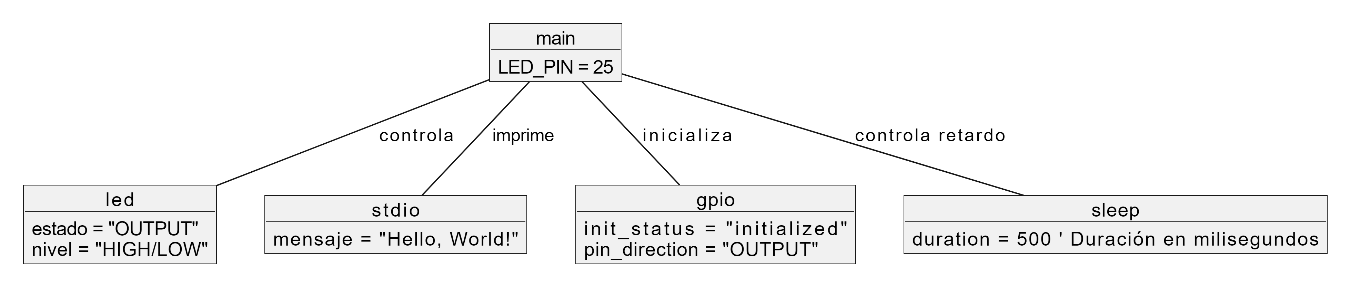 main
LED_PIN = 25
controla
imprime
inicializa
controla retardo
led
estado = "OUTPUT"
nivel = "HIGH/LOW"
stdio
mensaje = "Hello, World!"
gpio
init_status = "initialized"
pin_direction = "OUTPUT"
sleep
duration = 500 ' Duración en milisegundos